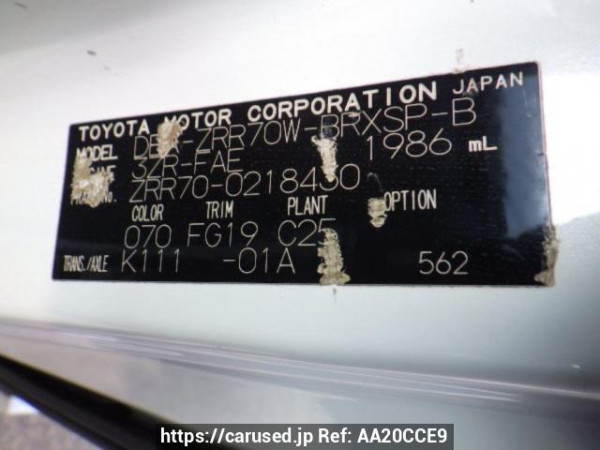 TOYOTA MOTOR CORPORATION JAPAN
MODEL ZRR70W-BRXSP-B
3ZR-FAE 1986 mL
ZRR70-0218430
COLOR TRIM PLANT OPTION
070 FG19 C25
TRANS./AXLE K111 -01A 562
https://carused.jp Ref: AA20CCE9